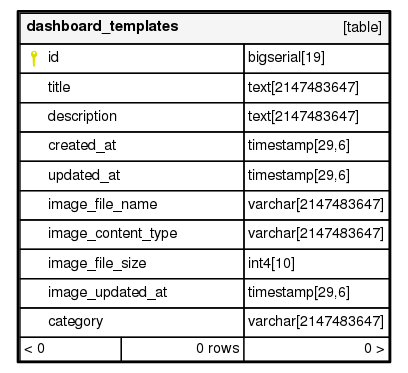 dashboard_templates [table]
id bigserial[19]
title text[2147483647]
description text[2147483647]
created_at timestamp[29,6]
updated_at timestamp[29,6]
image_file_name varchar[2147483647]
image_content_type varchar[2147483647]
image_file_size int4[10]
image_updated_at timestamp[29,6]
category varchar[2147483647]
< 0 0 rows 0 >